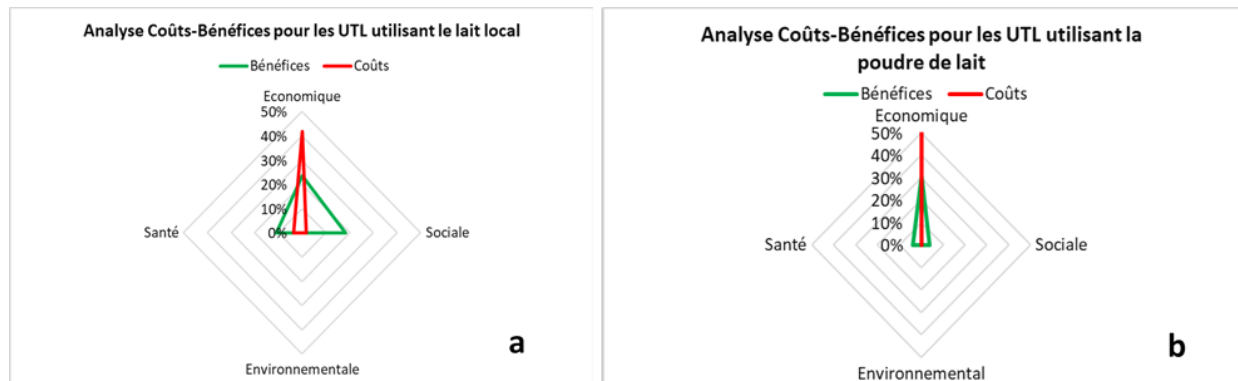 Analyse Coûts-Bénéfices pour les UTL utilisant le lait local
Bénéfices
Coûts
Economique
50%
40%
30%
20%
10%
0%
Santé
Sociale
Environnementale
a
Analyse Coûts-Bénéfices pour les UTL utilisant la
poudre de lait
Bénéfices
Coûts
Economique
50%
40%
30%
20%
10%
0%
Santé
Sociale
Environnemental
b